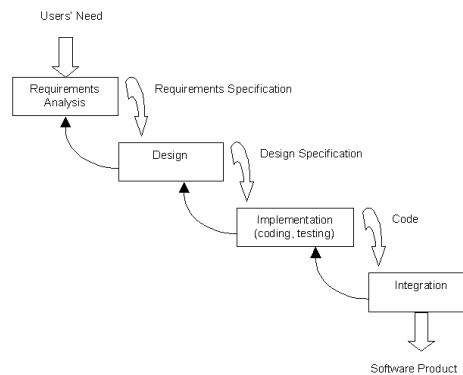 Users' Need
Requirements
Analysis
Requirements Specification
Design
Design Specification
Implementation
(coding, testing)
Code
Integration
Software Product